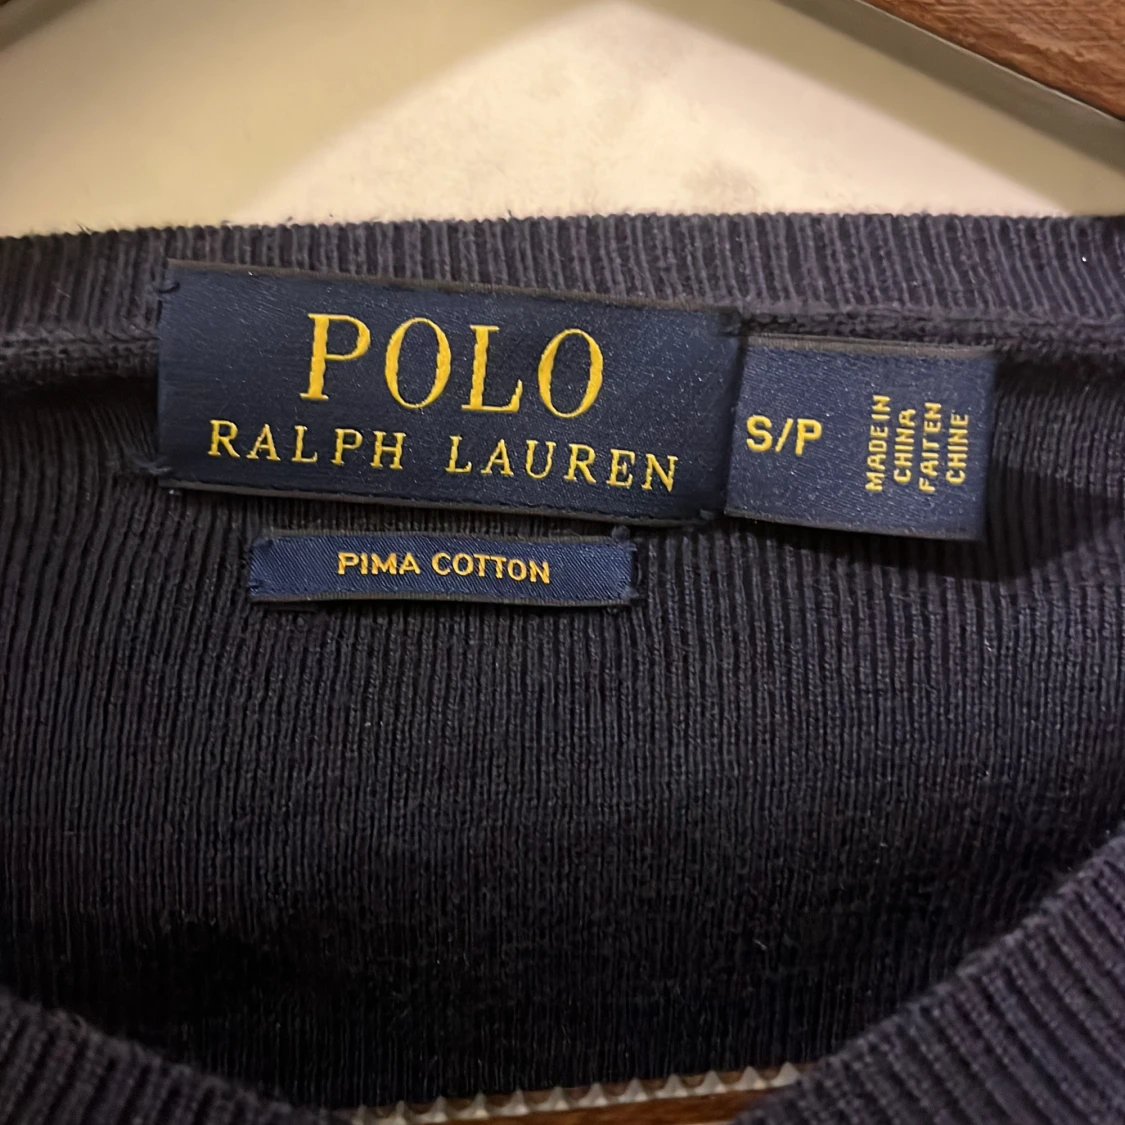 POLO
RALPH LAUREN
S/P
MADE IN
CHINA
FAIT EN
CHINE
PIMA COTTON